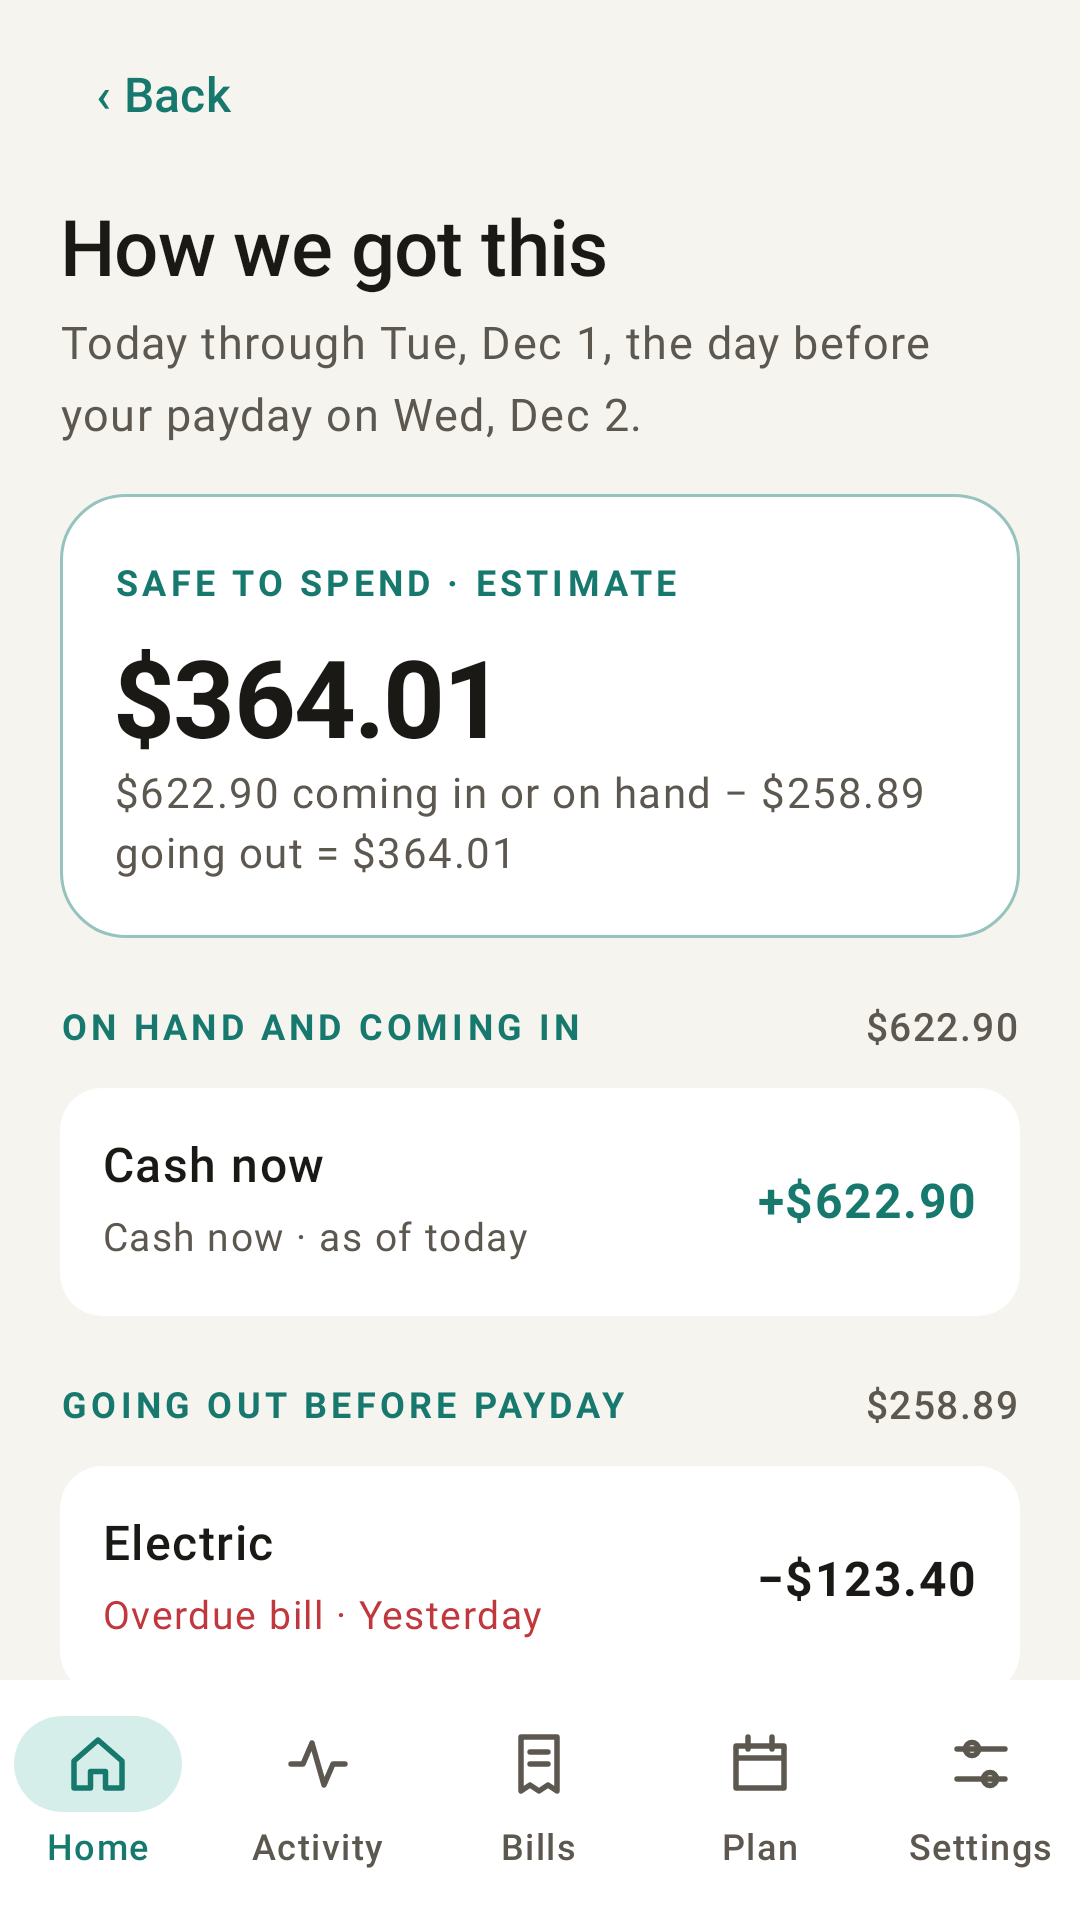 ‹ Back
How we got this
Today through Tue, Dec 1, the day before
your payday on Wed, Dec 2.
SAFE TO SPEND · ESTIMATE
$364.01
$622.90 coming in or on hand − $258.89
going out = $364.01
ON HAND AND COMING IN $622.90
Cash now
Cash now · as of today
+$622.90
GOING OUT BEFORE PAYDAY $258.89
Electric
Overdue bill · Yesterday
−$123.40
Home Activity Bills Plan Settings